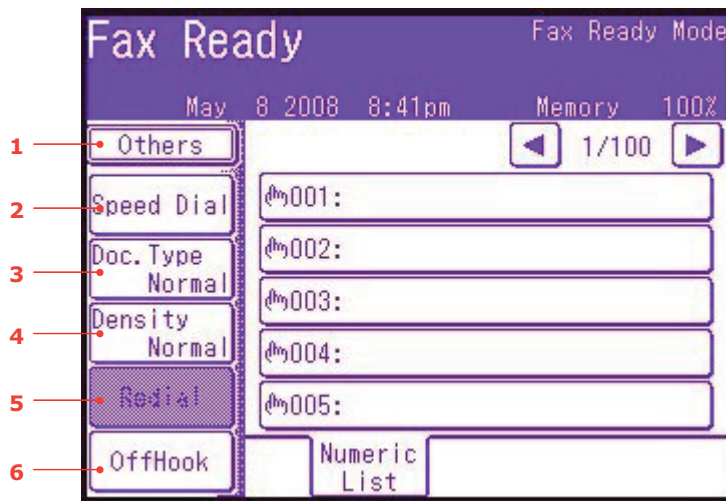 Fax Ready
Fax Ready Mode
May 8 2008 8:41pm Memory 100%
1
Others
1/100
2
Speed Dial
001:
002:
3
Doc.Type
Normal
003:
4
Density
Normal
004:
5
Redial
005:
6
OffHook
Numeric
List